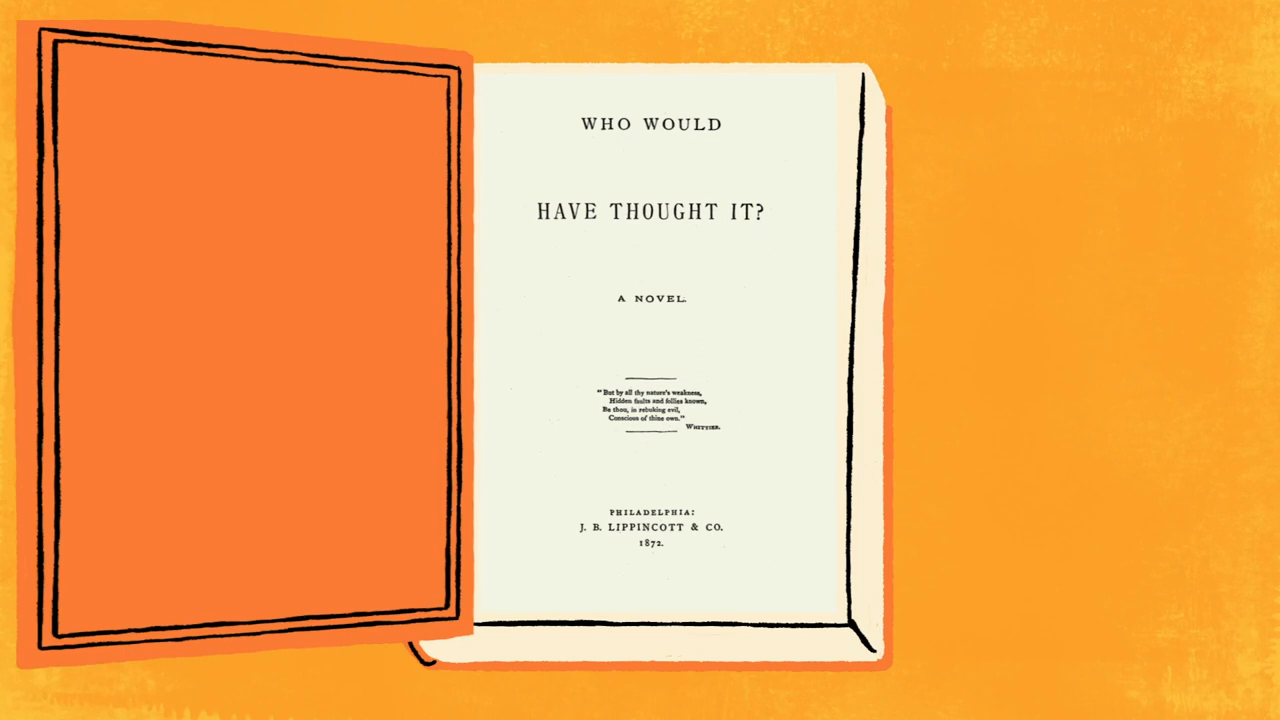 WHO WOULD
HAVE THOUGHT IT?
A NOVEL.
"But by all thy nature's weakness,
Hidden faults and follies known,
Be thou, in rebuking evil,
Conscious of thine own."
WHITTIER.
PHILADELPHIA:
J. B. LIPPINCOTT & CO.
1872.